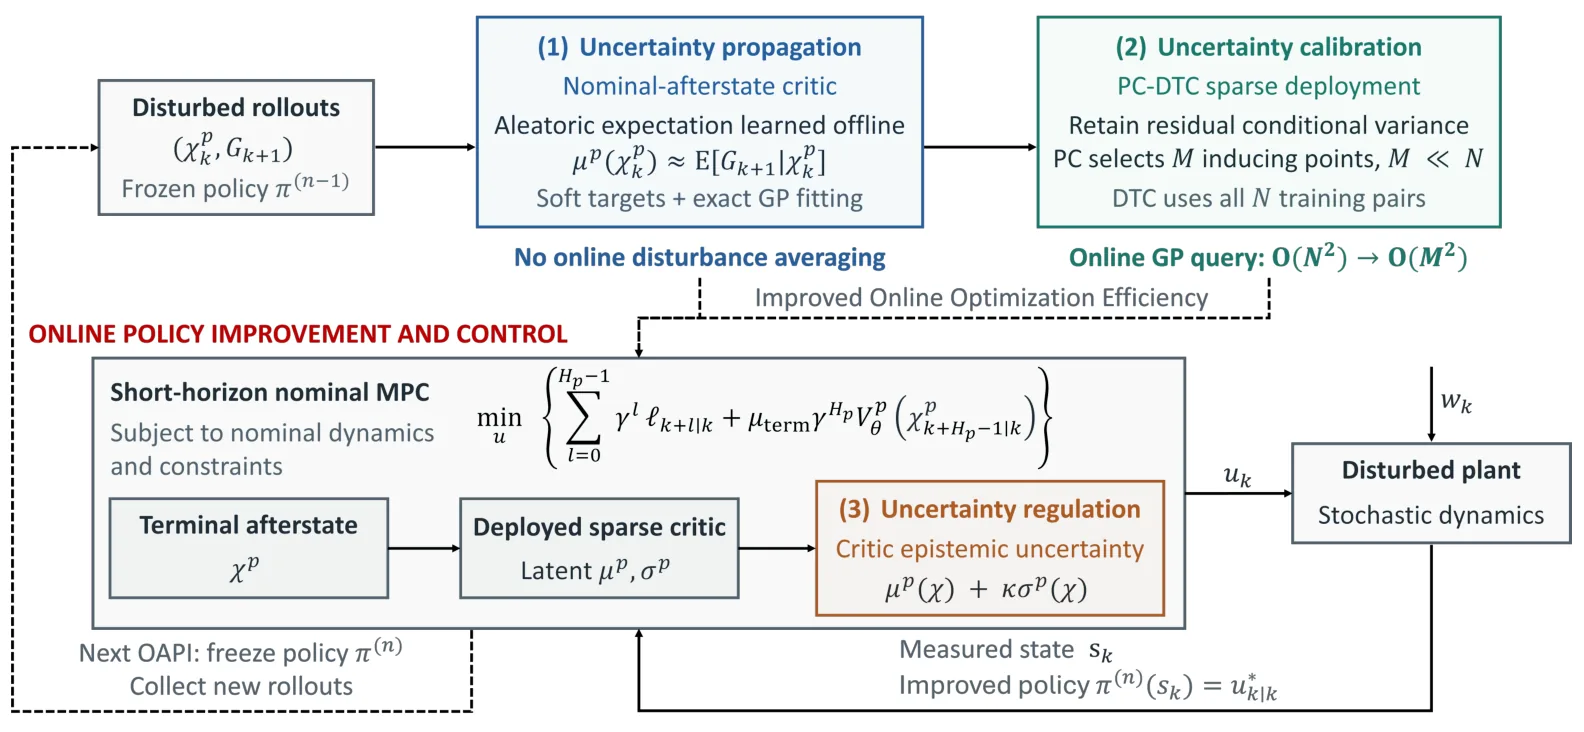 Disturbed rollouts
(χ_k^p, G_{k+1})
Frozen policy π^{(n−1)}
(1) Uncertainty propagation
Nominal-afterstate critic
Aleatoric expectation learned offline
μ^p(χ_k^p) ≈ E[G_{k+1}|χ_k^p]
Soft targets + exact GP fitting
(2) Uncertainty calibration
PC-DTC sparse deployment
Retain residual conditional variance
PC selects M inducing points, M ≪ N
DTC uses all N training pairs
No online disturbance averaging
Online GP query: O(N²) → O(M²)
Improved Online Optimization Efficiency
ONLINE POLICY IMPROVEMENT AND CONTROL
Short-horizon nominal MPC
Subject to nominal dynamics
and constraints
min_u { ∑_{l=0}^{H_p−1} γ^l ℓ_{k+l|k} + μ_term γ^{H_p} V_θ^p (χ_{k+H_p−1|k}^p) }
Terminal afterstate
χ^p
Deployed sparse critic
Latent μ^p, σ^p
(3) Uncertainty regulation
Critic epistemic uncertainty
μ^p(χ) + κσ^p(χ)
u_k
w_k
Disturbed plant
Stochastic dynamics
Next OAPI: freeze policy π^{(n)}
Collect new rollouts
Measured state s_k
Improved policy π^{(n)}(s_k) = u_{k|k}^*